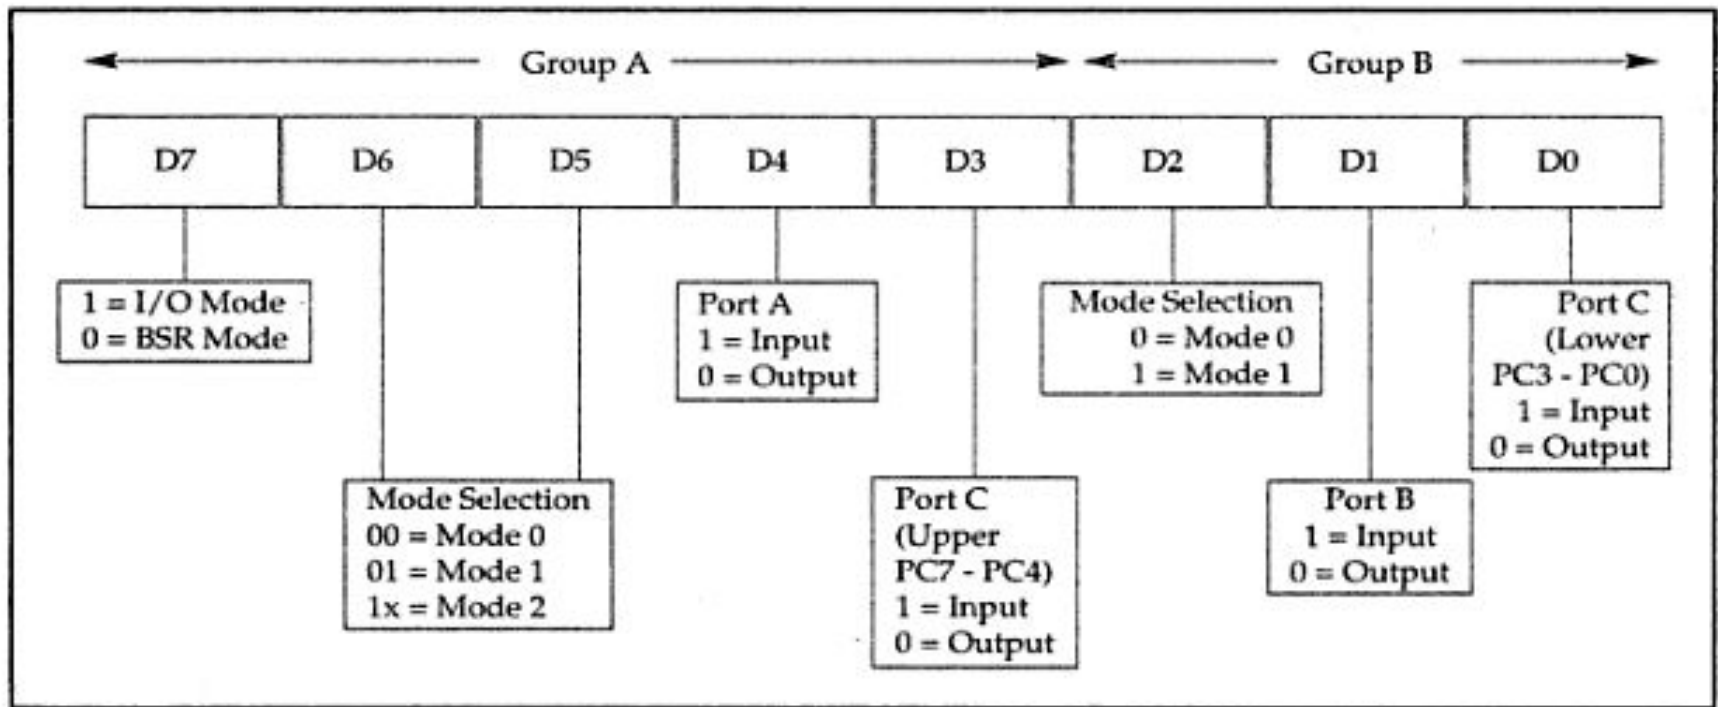 Group A
Group B
D7
D6
D5
D4
D3
D2
D1
D0
1 = I/O Mode
0 = BSR Mode
Port A
1 = Input
0 = Output
Mode Selection
0 = Mode 0
1 = Mode 1
Port C
(Lower
PC3 - PC0)
1 = Input
0 = Output
Mode Selection
00 = Mode 0
01 = Mode 1
1x = Mode 2
Port C
(Upper
PC7 - PC4)
1 = Input
0 = Output
Port B
1 = Input
0 = Output